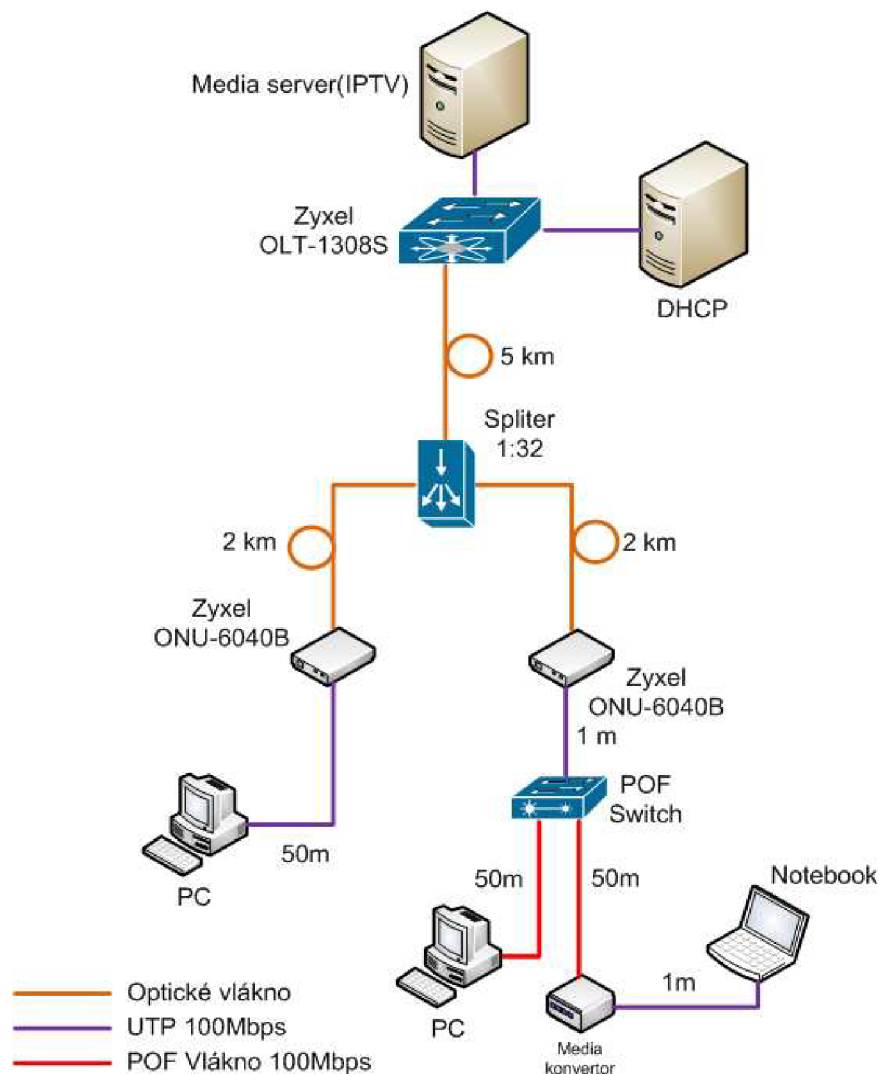 Media server(IPTV)
Zyxel
OLT-1308S
DHCP
5 km
Spliter
1:32
2 km
2 km
Zyxel
ONU-6040B
Zyxel
ONU-6040B
1 m
POF
Switch
50m
PC
50m
50m
Notebook
1m
PC
Media
konvertor
Optické vlákno
UTP 100Mbps
POF Vlákno 100Mbps